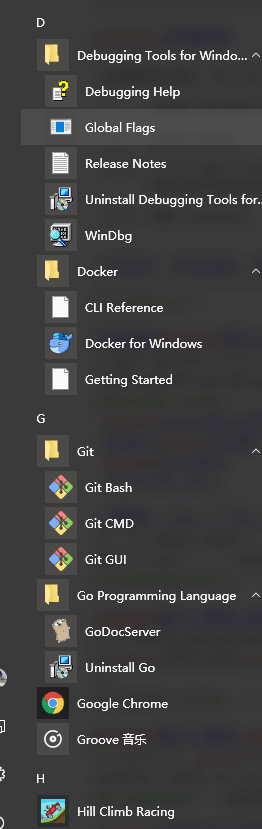 D
Debugging Tools for Windo...
Debugging Help
Global Flags
Release Notes
Uninstall Debugging Tools for...
WinDbg
Docker
CLI Reference
Docker for Windows
Getting Started
G
Git
Git Bash
Git CMD
Git GUI
Go Programming Language
GoDocServer
Uninstall Go
Google Chrome
Groove 音乐
H
Hill Climb Racing